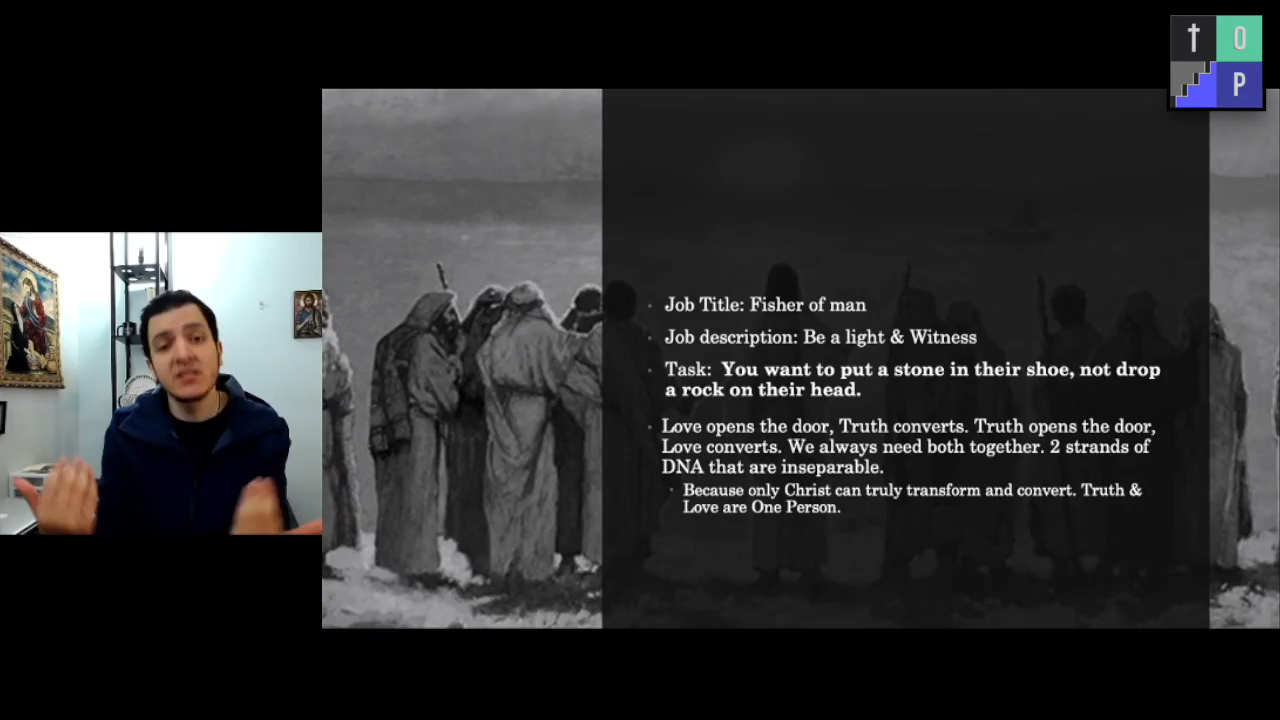 † O
P
Job Title: Fisher of man
Job description: Be a light & Witness
Task: You want to put a stone in their shoe, not drop
a rock on their head.
Love opens the door, Truth converts. Truth opens the door,
Love converts. We always need both together. 2 strands of
DNA that are inseparable.
Because only Christ can truly transform and convert. Truth &
Love are One Person.